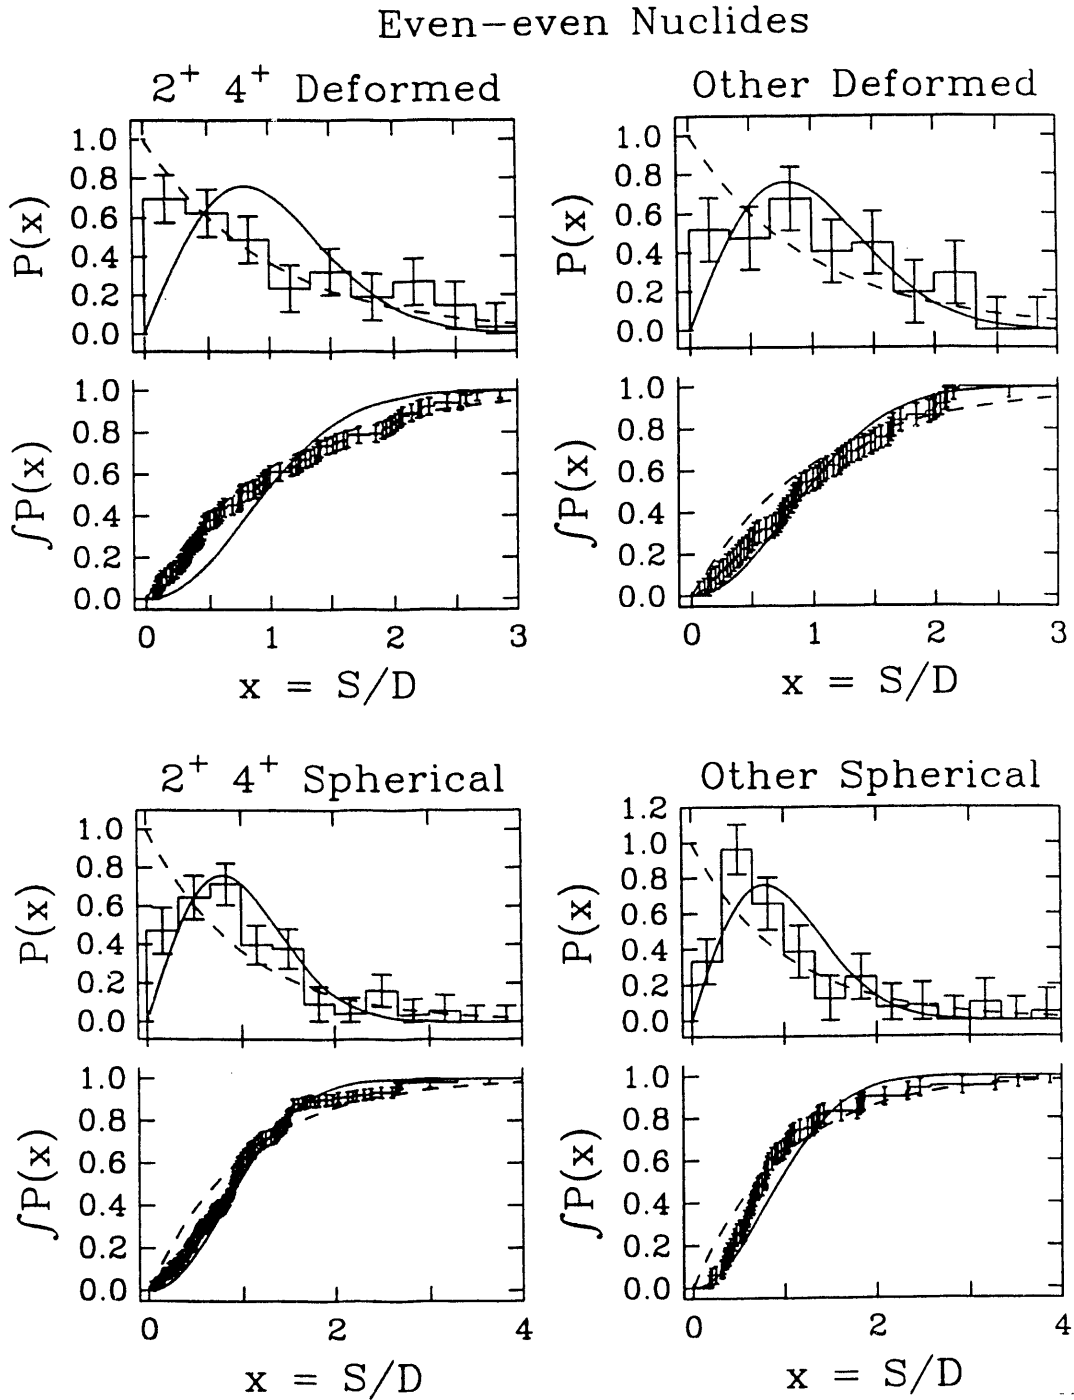 Even-even Nuclides
2+ 4+ Deformed
P(x)
1.0
0.8
0.6
0.4
0.2
0.0
∫P(x)
1.0
0.8
0.6
0.4
0.2
0.0
0 1 2 3
x = S/D
Other Deformed
P(x)
1.0
0.8
0.6
0.4
0.2
0.0
∫P(x)
1.0
0.8
0.6
0.4
0.2
0.0
0 1 2 3
x = S/D
2+ 4+ Spherical
P(x)
1.0
0.8
0.6
0.4
0.2
0.0
∫P(x)
1.0
0.8
0.6
0.4
0.2
0.0
0 2 4
x = S/D
Other Spherical
P(x)
1.2
1.0
0.8
0.6
0.4
0.2
0.0
∫P(x)
1.0
0.8
0.6
0.4
0.2
0.0
0 2 4
x = S/D